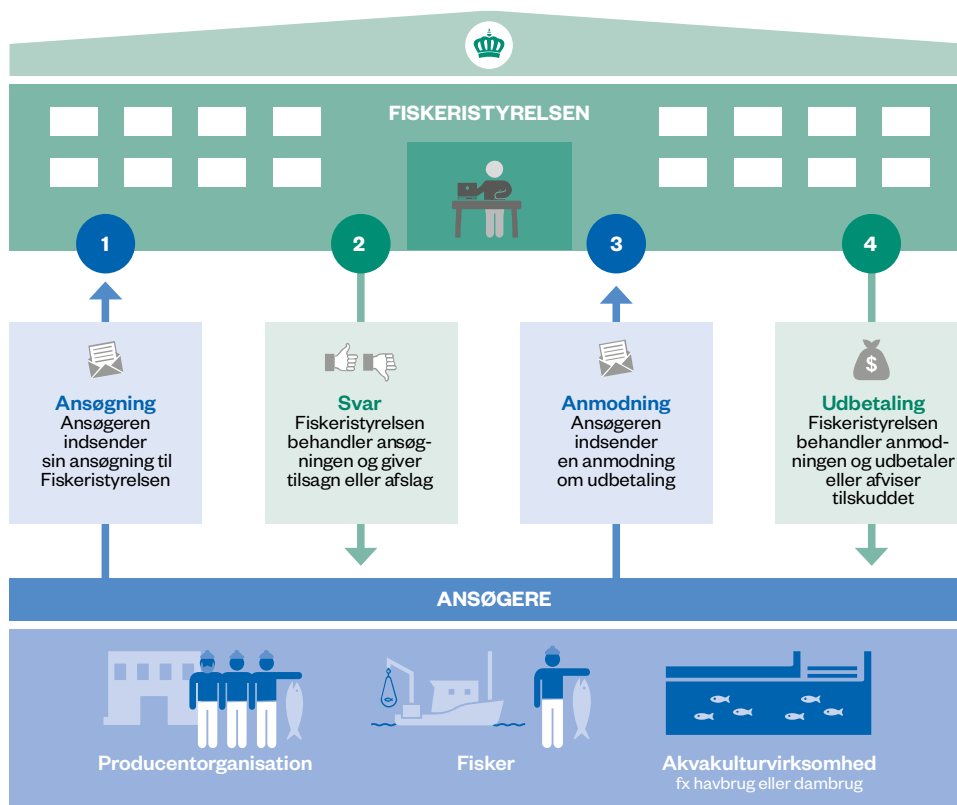 FISKERISTYRELSEN
1
2
3
4
Ansøgning
Ansøgeren
indsender
sin ansøgning til
Fiskeristyrelsen
Svar
Fiskeristyrelsen
behandler ansøg-
ningen og giver
tilsagn eller afslag
Anmodning
Ansøgeren
indsender
en anmodning
om udbetaling
$
Udbetaling
Fiskeristyrelsen
behandler anmod-
ningen og udbetaler
eller afviser
tilskuddet
ANSØGERE
Producentorganisation
Fisker
Akvakulturvirksomhed
fx havbrug eller dambrug